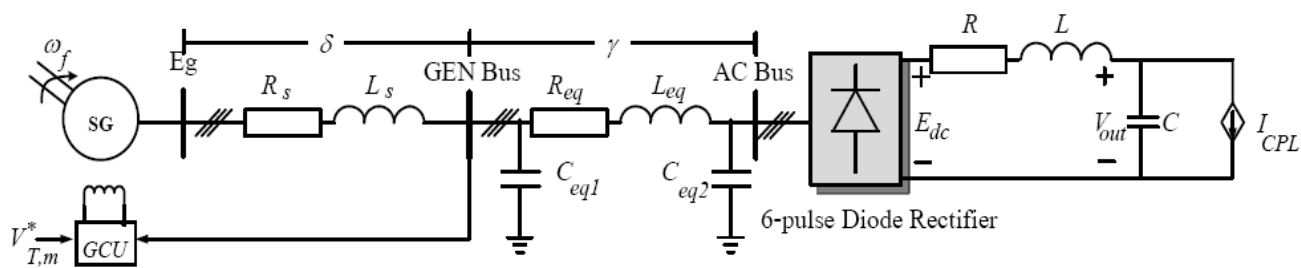 ω_f
Eg
δ
GEN Bus
γ
AC Bus
R
L
SG
R_s
L_s
R_eq
L_eq
C_eq1
C_eq2
+
E_dc
−
+
V_out
−
C
I_CPL
6-pulse Diode Rectifier
V*_T,m
GCU